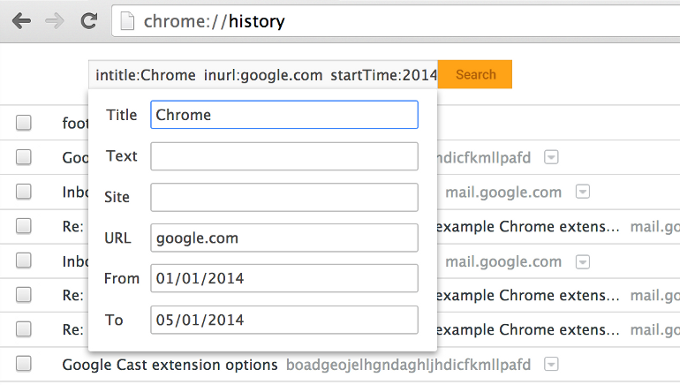 chrome://history
intitle:Chrome inurl:google.com startTime:2014
Search
Title Chrome
Text
Site
URL google.com
From 01/01/2014
To 05/01/2014
foot
Goo hdicfkmllpafd
Inbo mail.google.com
Re: example Chrome extens... mail.go
Inbo mail.google.com
Re: example Chrome extens... mail.go
Re: example Chrome extens... mail.go
Google Cast extension options boadgeojelhgndaghljhdicfkmllpafd